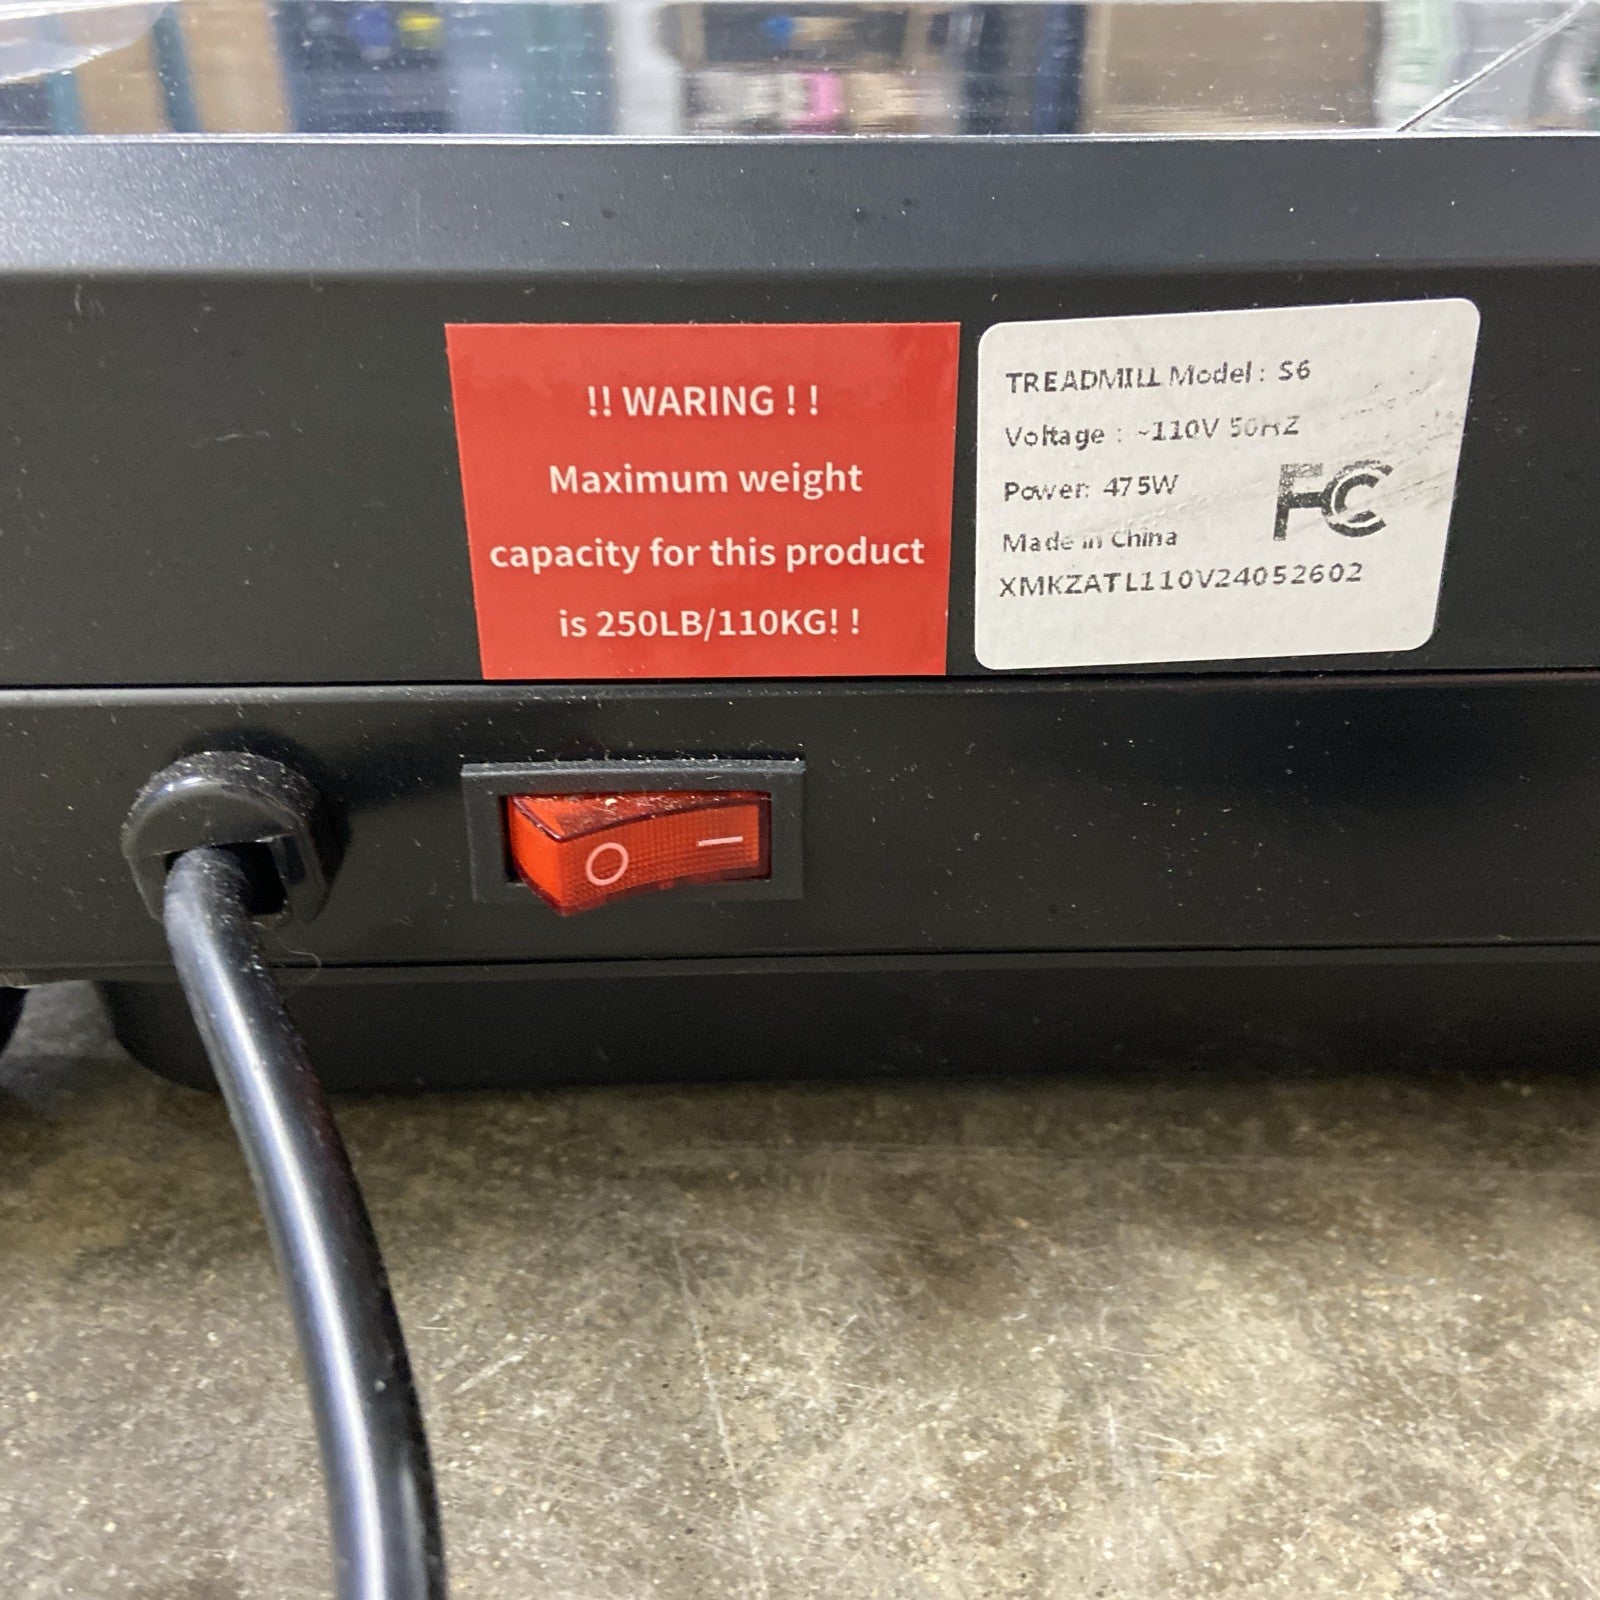 !! WARING ! !
Maximum weight
capacity for this product
is 250LB/110KG! !
TREADMILL Model: S6
Voltage : ~110V 50HZ
Power: 475W
FC
Made in China
XMKZATL110V24052602
O